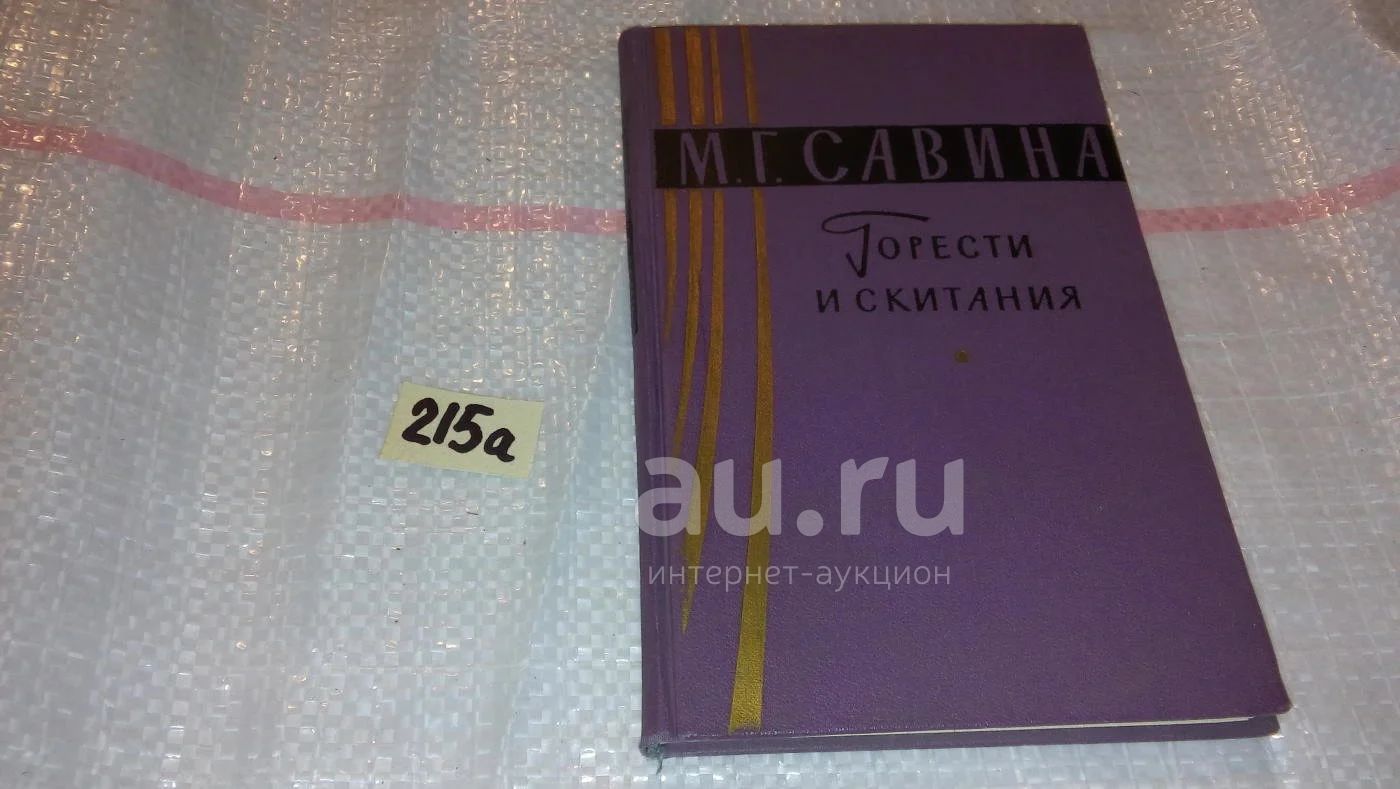 М.Г. САВИНА
ГОРЕСТИ
И СКИТАНИЯ
215а
au.ru
интернет-аукцион